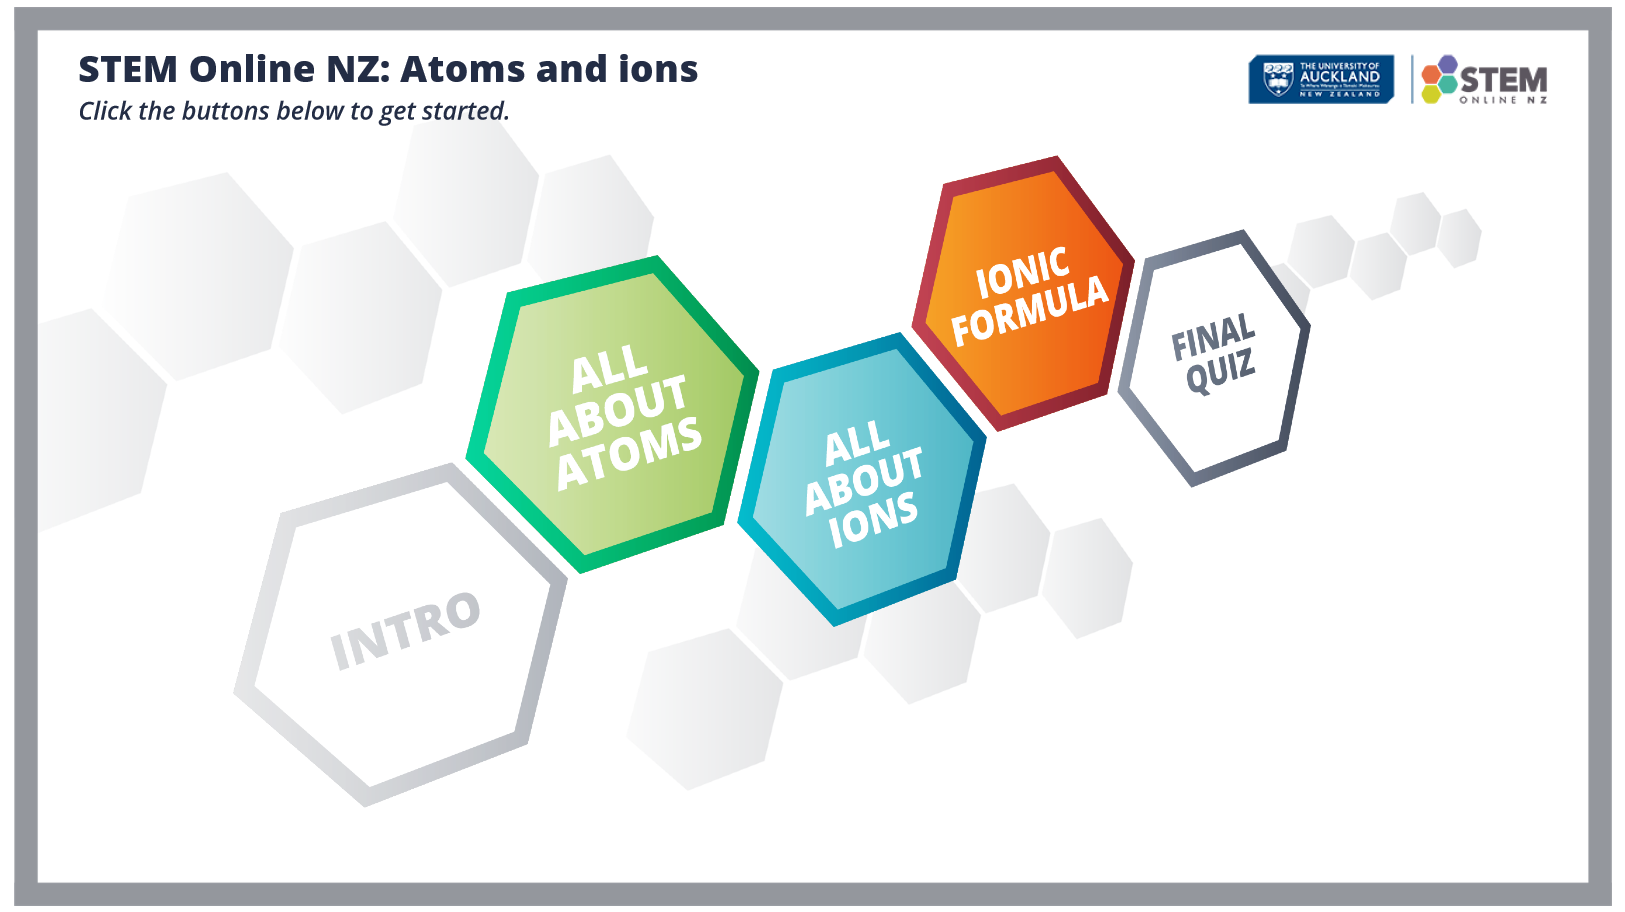 STEM Online NZ: Atoms and ions
Click the buttons below to get started.
THE UNIVERSITY OF
AUCKLAND
NEW ZEALAND
STEM
ONLINE NZ
IONIC
FORMULA
FINAL
QUIZ
ALL
ABOUT
ATOMS
ALL
ABOUT
IONS
INTRO